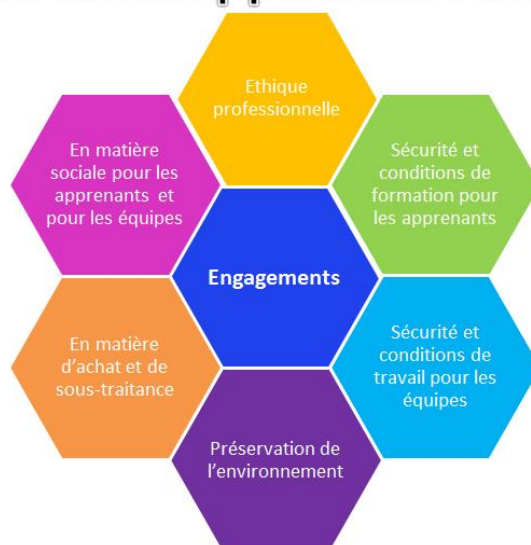 Ethique
professionnelle
Sécurité et
conditions de
formation pour
les apprenants
Sécurité et
conditions de
travail pour les
équipes
Préservation de
l'environnement
En matière
d'achat et de
sous-traitance
En matière
sociale pour les
apprenants et
pour les équipes
Engagements